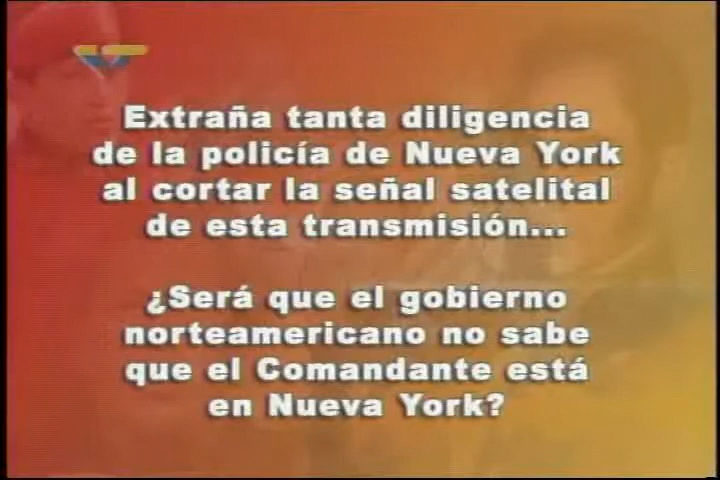 Extraña tanta diligencia
de la policía de Nueva York
al cortar la señal satelital
de esta transmisión...
¿Será que el gobierno
norteamericano no sabe
que el Comandante está
en Nueva York?